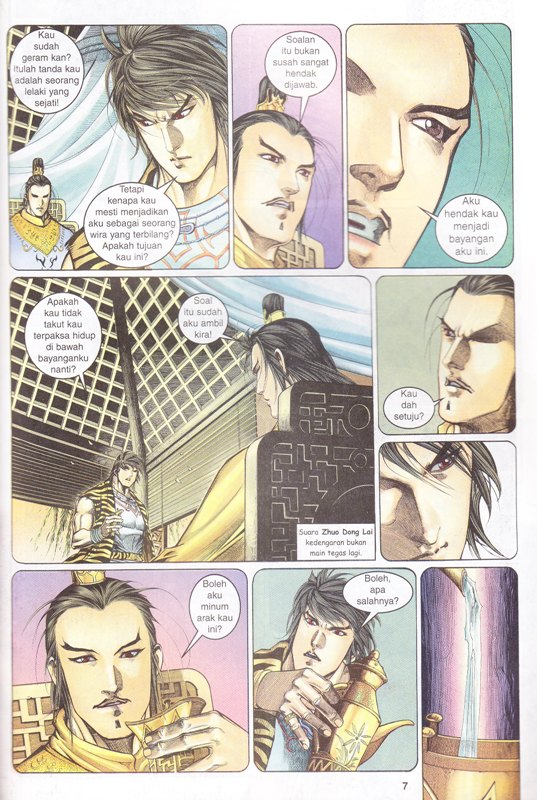 Kau
sudah
geram kan?
Itulah tanda kau
adalah seorang
lelaki yang
sejati!
Tetapi
kenapa kau
mesti menjadikan
aku sebagai seorang
wira yang terbilang?
Apakah tujuan
kau ini?
Soalan
itu bukan
susah sangat
hendak
dijawab.
Aku
hendak kau
menjadi
bayangan
aku ini.
Apakah
kau tidak
takut kau
terpaksa hidup
di bawah
bayanganku
nanti?
Soal
itu sudah
aku ambil
kira!
Suara Zhuo Dong Lai
kedengaran bukan
main tegas lagi.
Kau
dah
setuju?
Boleh
aku
minum
arak kau
ini?
Boleh,
apa
salahnya?
7